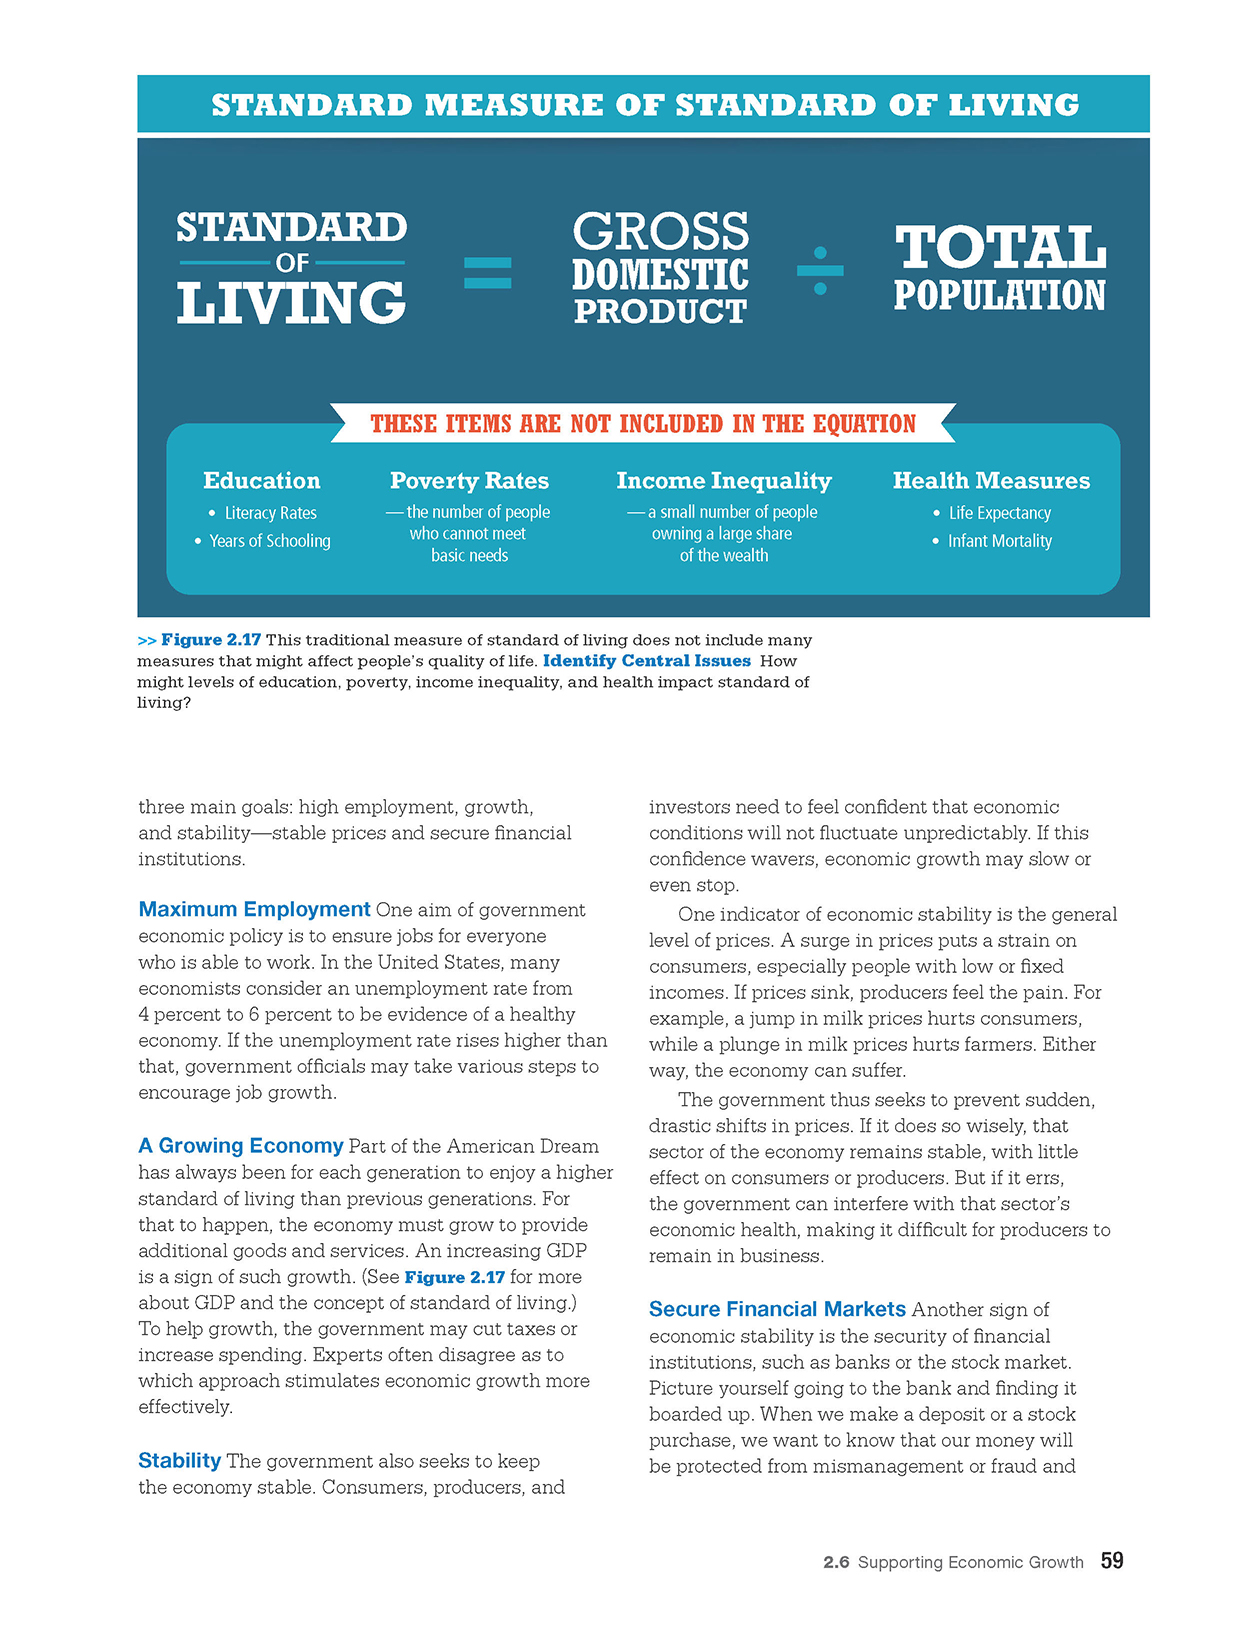 STANDARD MEASURE OF STANDARD OF LIVING
STANDARD
OF
LIVING
=
GROSS
DOMESTIC
PRODUCT
÷
TOTAL
POPULATION
THESE ITEMS ARE NOT INCLUDED IN THE EQUATION
Education
• Literacy Rates
• Years of Schooling
Poverty Rates
— the number of people
who cannot meet
basic needs
Income Inequality
— a small number of people
owning a large share
of the wealth
Health Measures
• Life Expectancy
• Infant Mortality
>> Figure 2.17 This traditional measure of standard of living does not include many
measures that might affect people's quality of life. Identify Central Issues How
might levels of education, poverty, income inequality, and health impact standard of
living?
three main goals: high employment, growth,
and stability—stable prices and secure financial
institutions.
Maximum Employment One aim of government
economic policy is to ensure jobs for everyone
who is able to work. In the United States, many
economists consider an unemployment rate from
4 percent to 6 percent to be evidence of a healthy
economy. If the unemployment rate rises higher than
that, government officials may take various steps to
encourage job growth.
A Growing Economy Part of the American Dream
has always been for each generation to enjoy a higher
standard of living than previous generations. For
that to happen, the economy must grow to provide
additional goods and services. An increasing GDP
is a sign of such growth. (See Figure 2.17 for more
about GDP and the concept of standard of living.)
To help growth, the government may cut taxes or
increase spending. Experts often disagree as to
which approach stimulates economic growth more
effectively.
Stability The government also seeks to keep
the economy stable. Consumers, producers, and
investors need to feel confident that economic
conditions will not fluctuate unpredictably. If this
confidence wavers, economic growth may slow or
even stop.
One indicator of economic stability is the general
level of prices. A surge in prices puts a strain on
consumers, especially people with low or fixed
incomes. If prices sink, producers feel the pain. For
example, a jump in milk prices hurts consumers,
while a plunge in milk prices hurts farmers. Either
way, the economy can suffer.
The government thus seeks to prevent sudden,
drastic shifts in prices. If it does so wisely, that
sector of the economy remains stable, with little
effect on consumers or producers. But if it errs,
the government can interfere with that sector's
economic health, making it difficult for producers to
remain in business.
Secure Financial Markets Another sign of
economic stability is the security of financial
institutions, such as banks or the stock market.
Picture yourself going to the bank and finding it
boarded up. When we make a deposit or a stock
purchase, we want to know that our money will
be protected from mismanagement or fraud and
2.6 Supporting Economic Growth 59